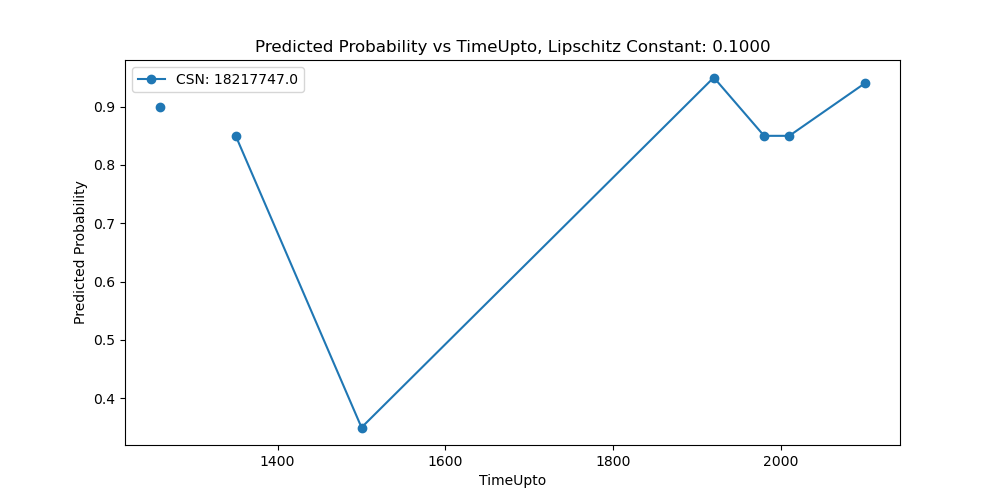 Predicted Probability vs TimeUpto, Lipschitz Constant: 0.1000
CSN: 18217747.0
Predicted Probability
0.9
0.8
0.7
0.6
0.5
0.4
1400 1600 1800 2000
TimeUpto